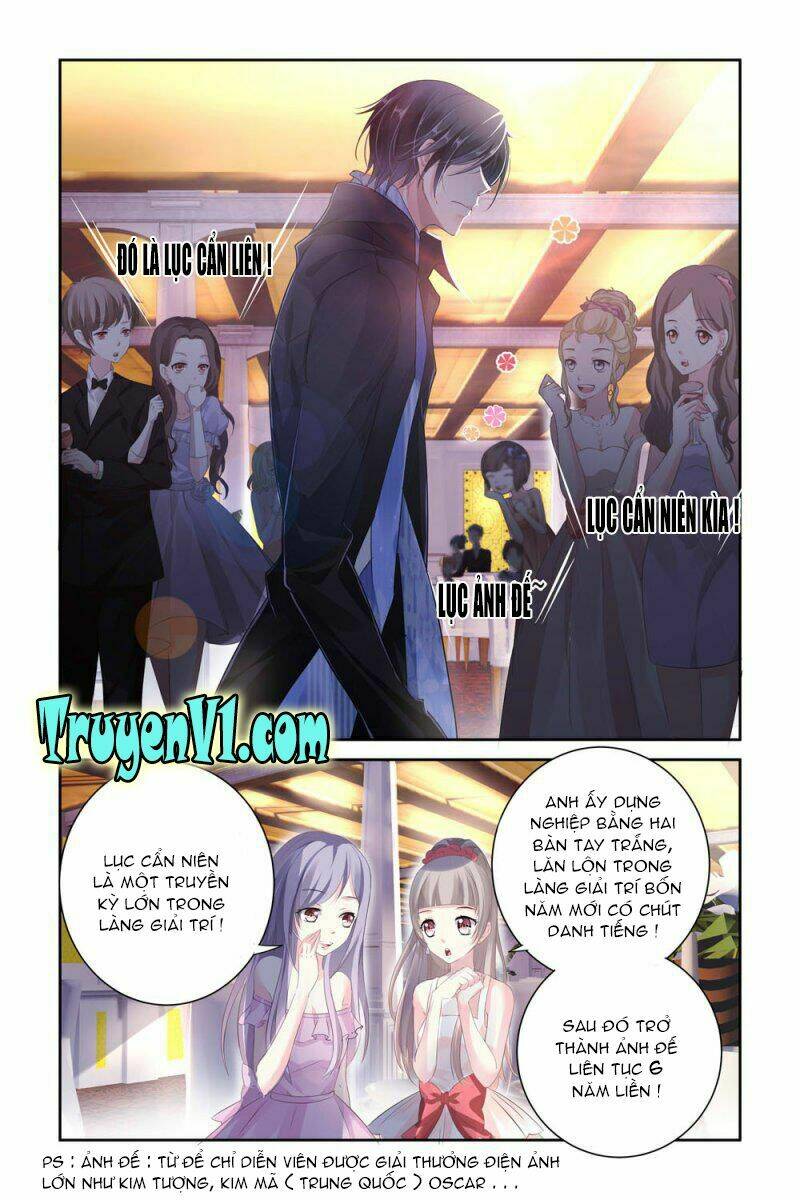 ĐÓ LÀ LỤC CẨN LIÊN !
LỤC CẨN NIÊN KÌA !
LỤC ẢNH ĐẾ~
TruyenV1.com
LỤC CẨN NIÊN
LÀ MỘT TRUYỀN
KỲ LỚN TRONG
LÀNG GIẢI TRÍ !
ANH ẤY DỰNG
NGHIỆP BẰNG HAI
BÀN TAY TRẮNG,
LĂN LỘN TRONG
LÀNG GIẢI TRÍ BỐN
NĂM MỚI CÓ CHÚT
DANH TIẾNG !
SAU ĐÓ TRỞ
THÀNH ẢNH ĐẾ
LIÊN TỤC 6
NĂM LIỀN !
PS : ẢNH ĐẾ : TỪ ĐỂ CHỈ DIỄN VIÊN ĐƯỢC GIẢI THƯỞNG ĐIỆN ẢNH
LỚN NHƯ KIM TƯỢNG, KIM MÃ ( TRUNG QUỐC ) OSCAR . . .